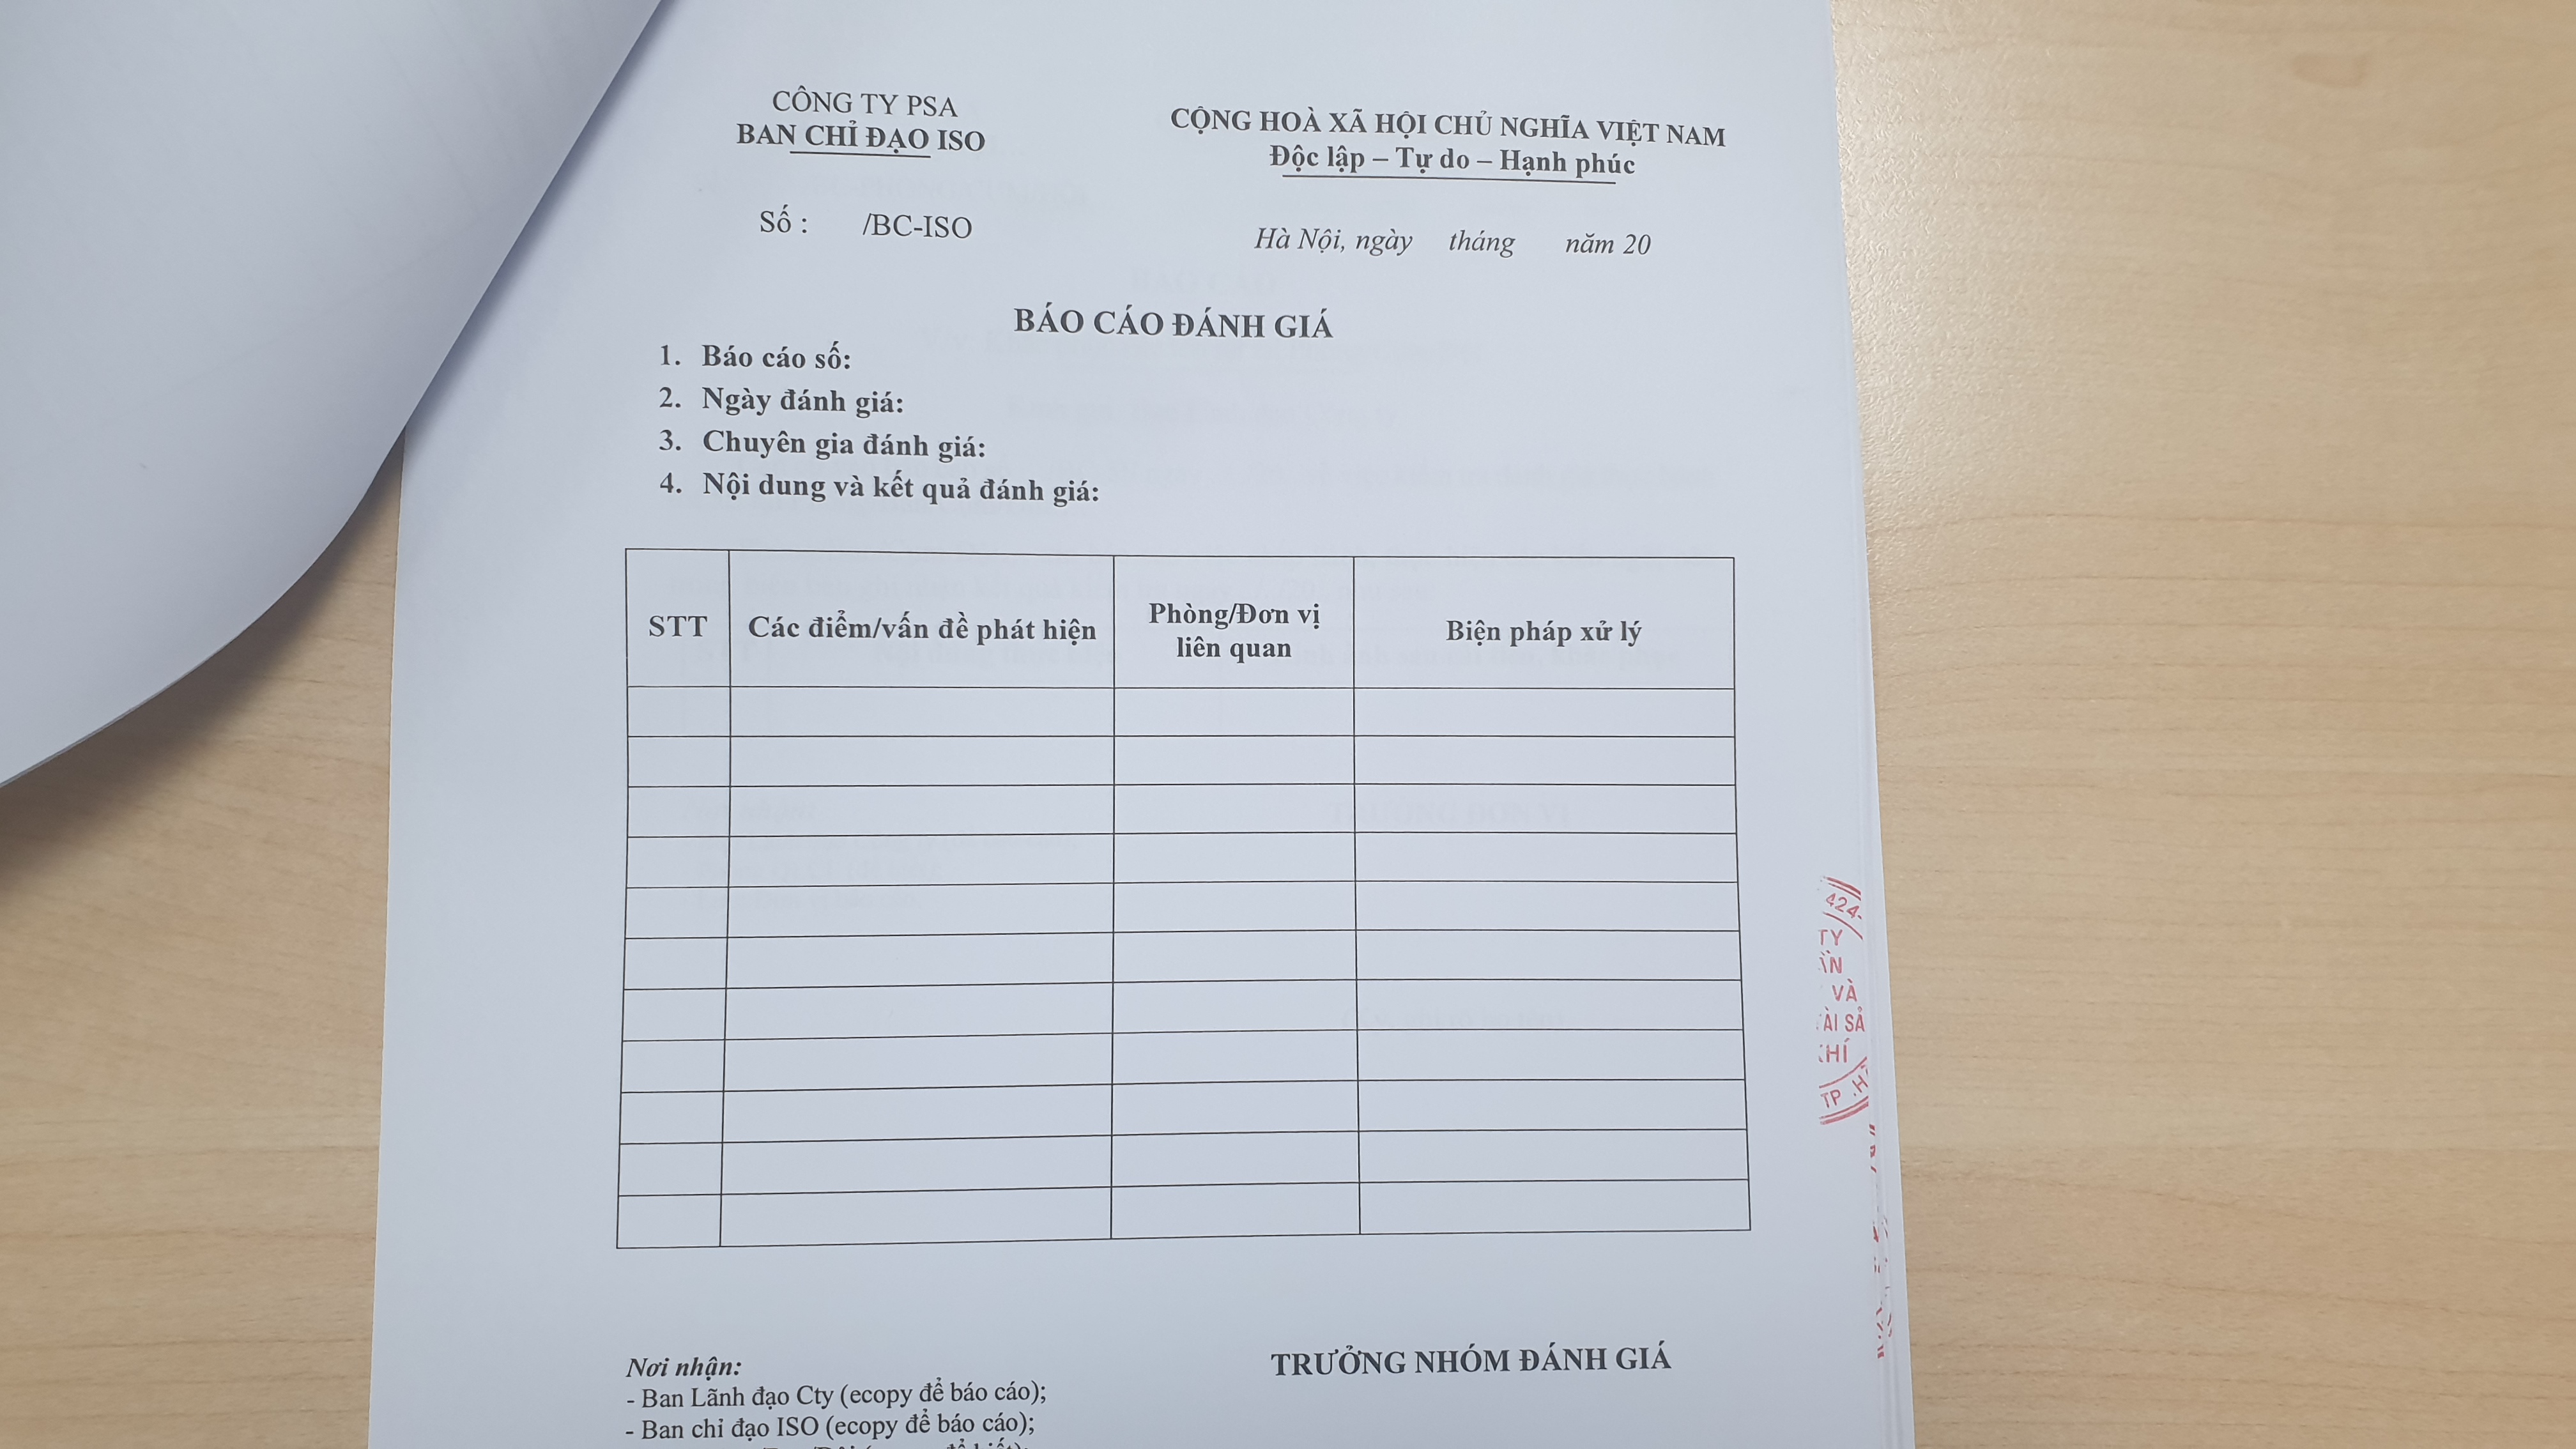 CÔNG TY PSA
BAN CHỈ ĐẠO ISO
CỘNG HOÀ XÃ HỘI CHỦ NGHĨA VIỆT NAM
Độc lập – Tự do – Hạnh phúc
Số : /BC-ISO
Hà Nội, ngày tháng năm 20
BÁO CÁO ĐÁNH GIÁ
1. Báo cáo số:
2. Ngày đánh giá:
3. Chuyên gia đánh giá:
4. Nội dung và kết quả đánh giá:
STT
Các điểm/vấn đề phát hiện
Phòng/Đơn vị
liên quan
Biện pháp xử lý
424-
TY
VÀ
TP
Nơi nhận:
- Ban Lãnh đạo Cty (ecopy để báo cáo);
- Ban chỉ đạo ISO (ecopy để báo cáo);
TRƯỞNG NHÓM ĐÁNH GIÁ